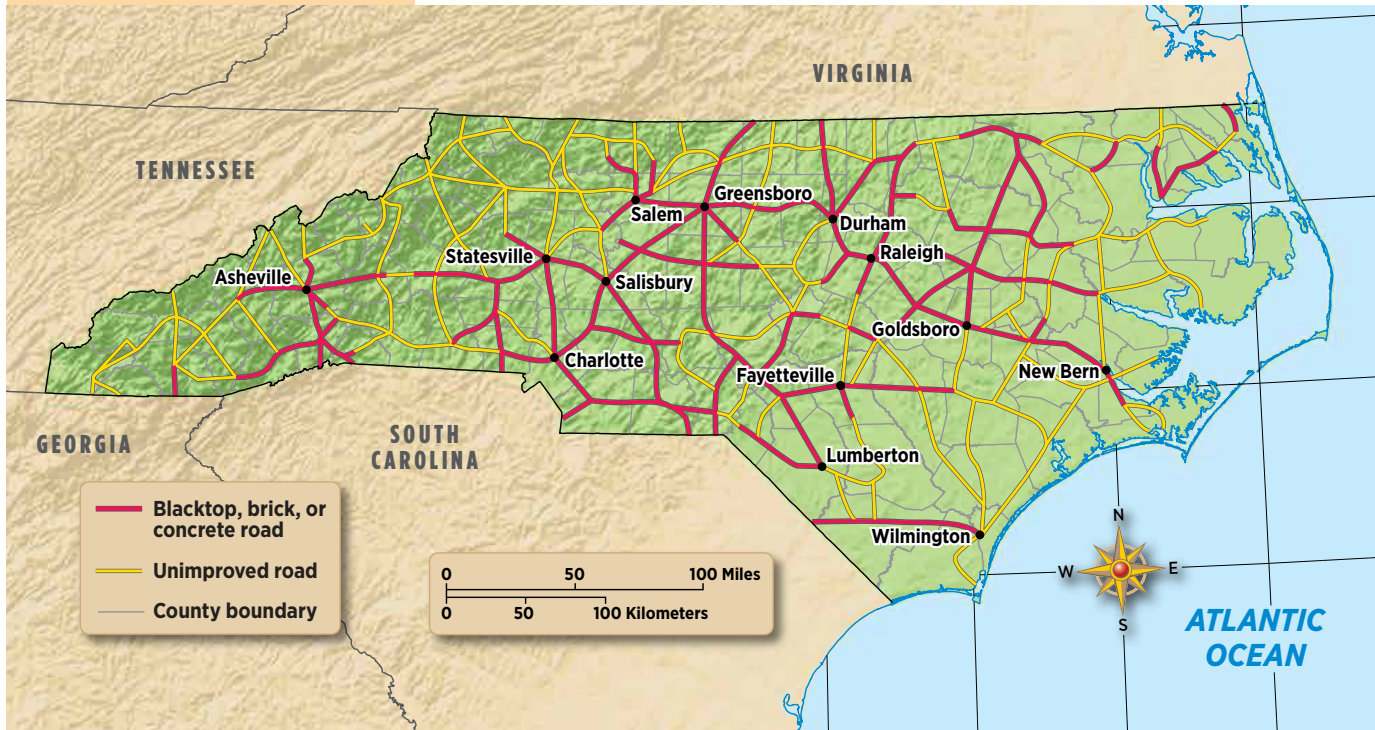 VIRGINIA
TENNESSEE
Greensboro
Salem
Durham
Statesville
Raleigh
Asheville
Salisbury
Goldsboro
Charlotte
New Bern
Fayetteville
GEORGIA
SOUTH
CAROLINA
Lumberton
Wilmington
Blacktop, brick, or
concrete road
Unimproved road
County boundary
0 50 100 Miles
0 50 100 Kilometers
N
W E
S
ATLANTIC
OCEAN